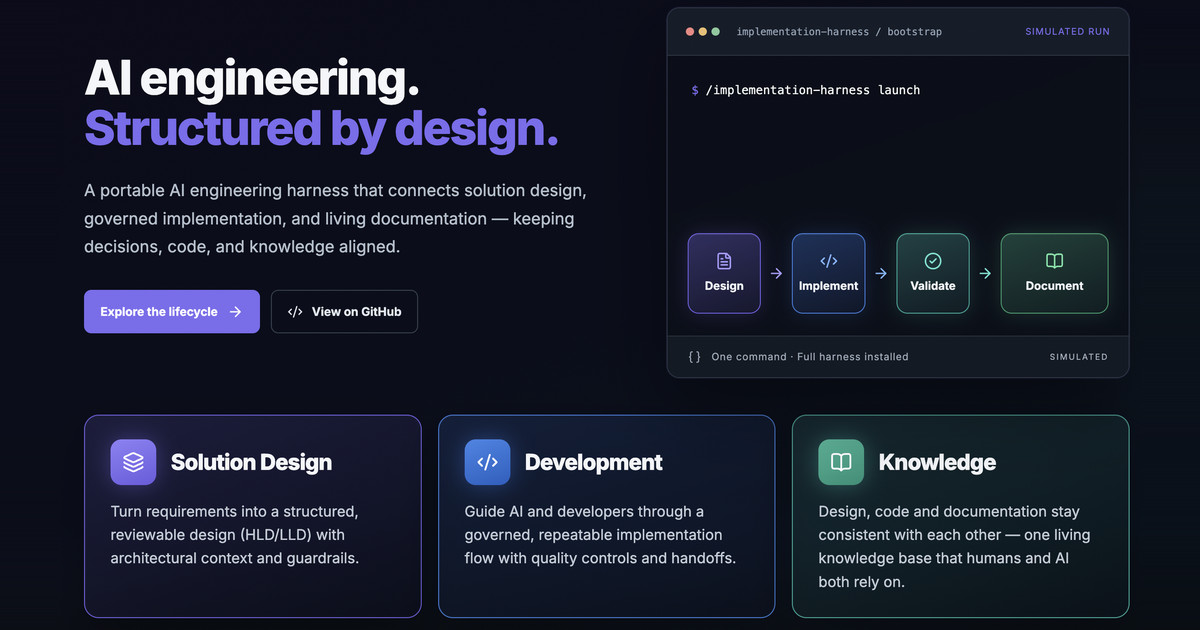 AI engineering.
Structured by design.
A portable AI engineering harness that connects solution design,
governed implementation, and living documentation — keeping
decisions, code, and knowledge aligned.
Explore the lifecycle →
</> View on GitHub
implementation-harness / bootstrap
SIMULATED RUN
$ /implementation-harness launch
Design → Implement → Validate → Document
{} One command · Full harness installed
SIMULATED
Solution Design
Turn requirements into a structured,
reviewable design (HLD/LLD) with
architectural context and guardrails.
Development
Guide AI and developers through a
governed, repeatable implementation
flow with quality controls and handoffs.
Knowledge
Design, code and documentation stay
consistent with each other — one living
knowledge base that humans and AI
both rely on.